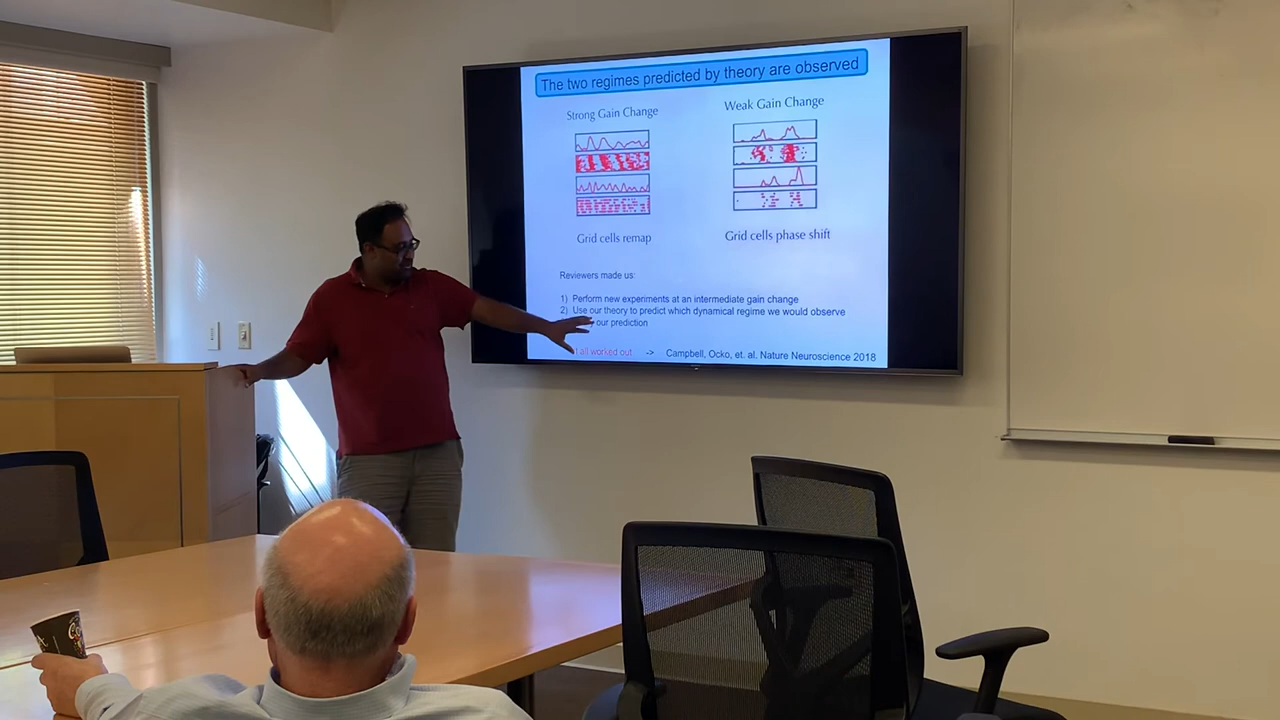 The two regimes predicted by theory are observed
Strong Gain Change
Weak Gain Change
Grid cells remap
Grid cells phase shift
Reviewers made us:
1) Perform new experiments at an intermediate gain change
2) Use our theory to predict which dynamical regime we would observe
our prediction
all worked out -> Campbell, Ocko, et. al. Nature Neuroscience 2018